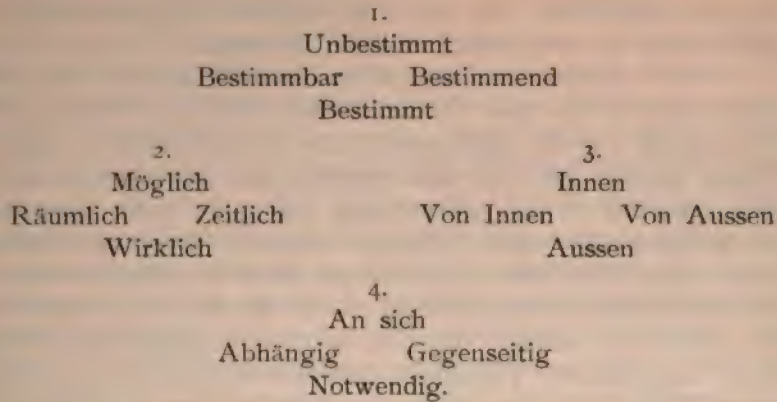 1.
Unbestimmt
Bestimmbar Bestimmend
Bestimmt
2.
Möglich
Räumlich Zeitlich
Wirklich
3.
Innen
Von Innen Von Aussen
Aussen
4.
An sich
Abhängig Gegenseitig
Notwendig.